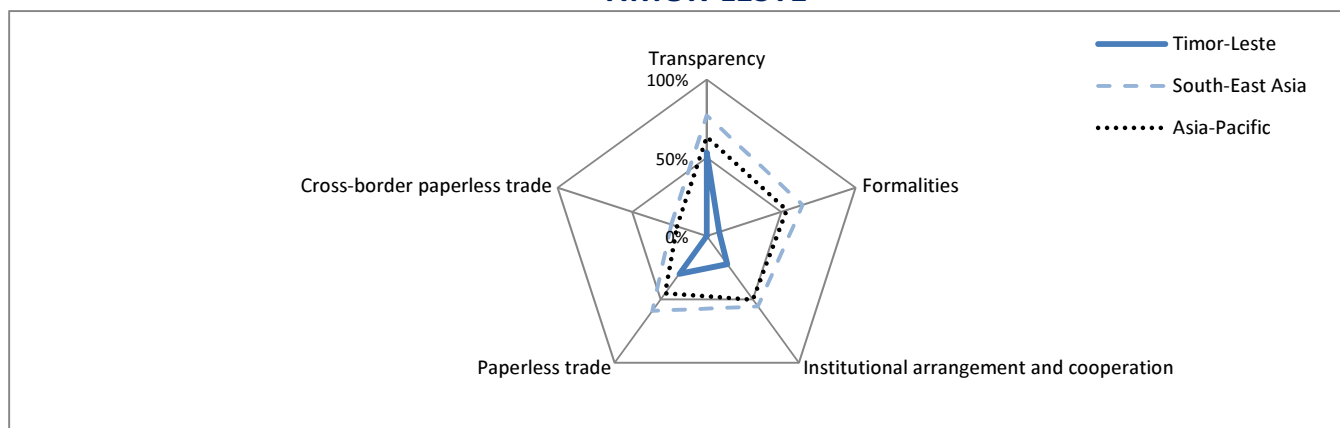 Transparency
100%
50%
0%
Cross-border paperless trade
Formalities
Paperless trade
Institutional arrangement and cooperation
Timor-Leste
South-East Asia
Asia-Pacific